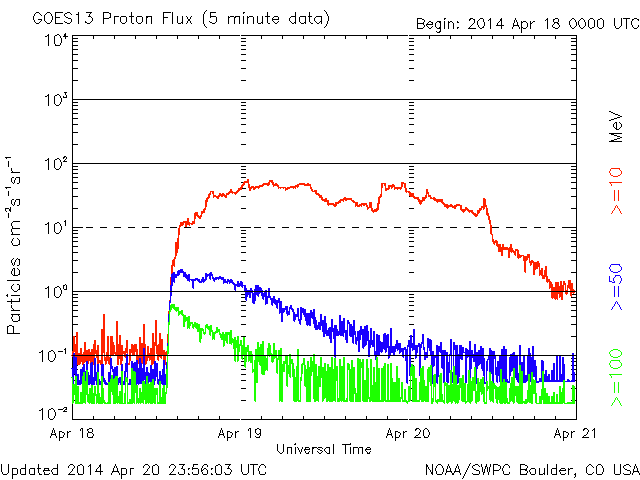 GOES13 Proton Flux (5 minute data)
Begin: 2014 Apr 18 0000 UTC
Particles cm⁻²s⁻¹sr⁻¹
10⁴
10³
10²
10¹
10⁰
10⁻¹
10⁻²
Apr 18
Apr 19
Apr 20
Apr 21
Universal Time
MeV
>=10
>=50
>=100
Updated 2014 Apr 20 23:56:03 UTC
NOAA/SWPC Boulder, CO USA